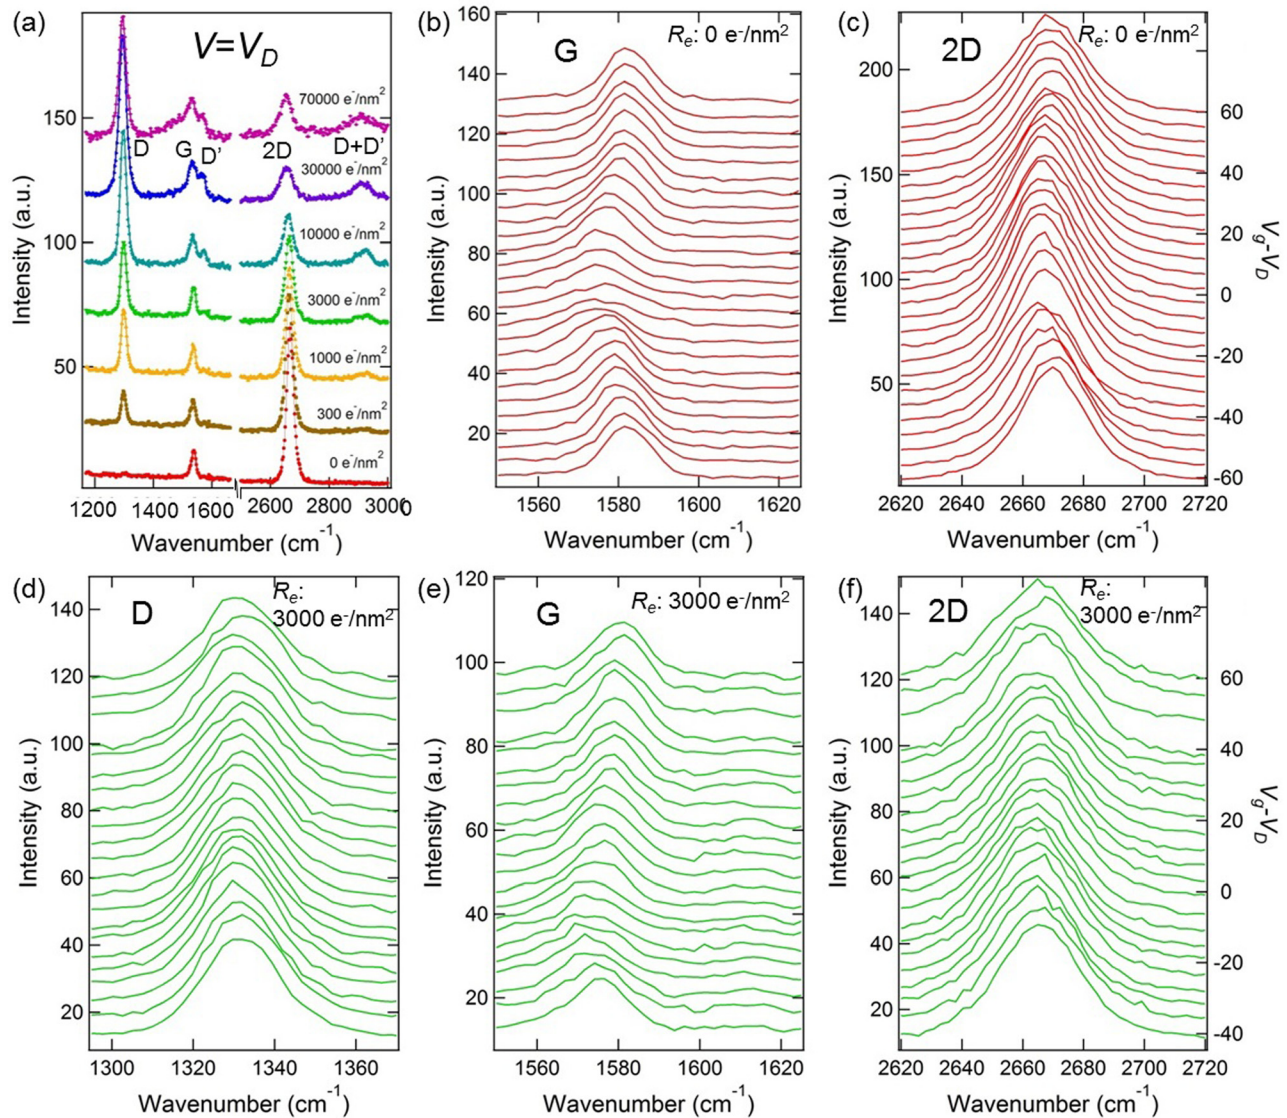 (a)
V=V_D
Intensity (a.u.)
150
100
50
70000 e⁻/nm²
D
G
D'
2D
D+D'
30000 e⁻/nm²
10000 e⁻/nm²
3000 e⁻/nm²
1000 e⁻/nm²
300 e⁻/nm²
0 e⁻/nm²
1200 1400 1600 2600 2800 3000 0
Wavenumber (cm⁻¹)
(b)
G
R_e: 0 e⁻/nm²
Intensity (a.u.)
160
140
120
100
80
60
40
20
1560 1580 1600 1620
Wavenumber (cm⁻¹)
(c)
2D
R_e: 0 e⁻/nm²
Intensity (a.u.)
200
150
100
50
60
40
20
0
-20
-40
-60
V_g-V_D
2620 2640 2660 2680 2700 2720
Wavenumber (cm⁻¹)
(d)
D
R_e:
3000 e⁻/nm²
Intensity (a.u.)
140
120
100
80
60
40
20
1300 1320 1340 1360
Wavenumber (cm⁻¹)
(e)
G
R_e: 3000 e⁻/nm²
Intensity (a.u.)
120
100
80
60
40
20
1560 1580 1600 1620
Wavenumber (cm⁻¹)
(f)
2D
R_e:
3000 e⁻/nm²
Intensity (a.u.)
140
120
100
80
60
40
20
60
40
20
0
-20
-40
V_g-V_D
2620 2640 2660 2680 2700 2720
Wavenumber (cm⁻¹)